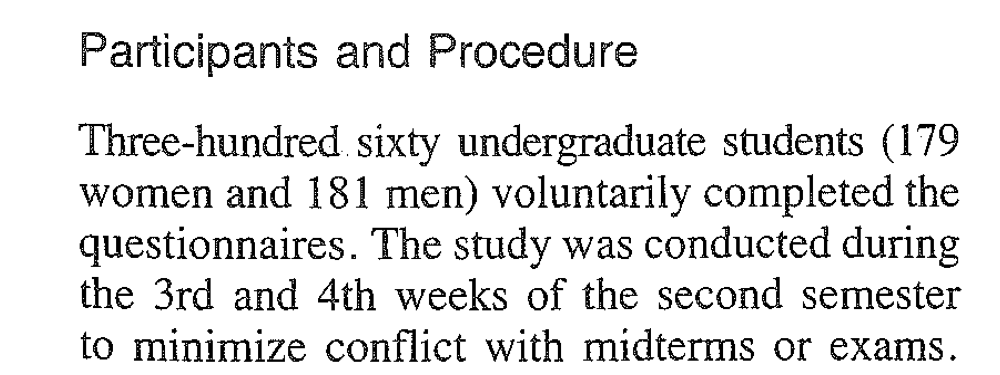 Participants and Procedure
Three-hundred sixty undergraduate students (179
women and 181 men) voluntarily completed the
questionnaires. The study was conducted during
the 3rd and 4th weeks of the second semester
to minimize conflict with midterms or exams.